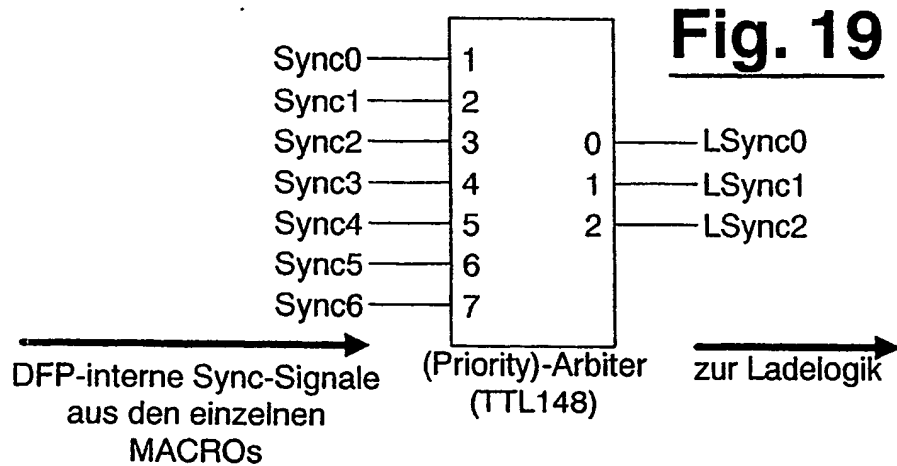 Fig. 19
Sync0 1
Sync1 2
Sync2 3 0 LSync0
Sync3 4 1 LSync1
Sync4 5 2 LSync2
Sync5 6
Sync6 7
DFP-interne Sync-Signale
aus den einzelnen
MACROs
(Priority)-Arbiter
(TTL148)
zur Ladelogik